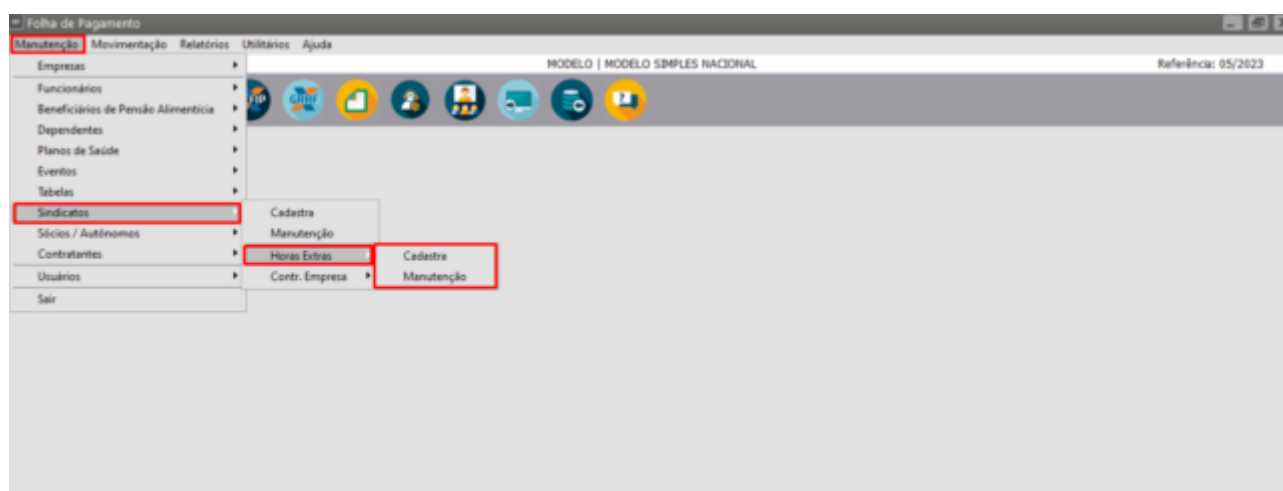 Folha de Pagamento
Manutenção Movimentação Relatórios Utilitários Ajuda
MODELO | MODELO SIMPLES NACIONAL Referência: 05/2023
Empresas
Funcionários
Beneficiários de Pensão Alimentícia
Dependentes
Planos de Saúde
Eventos
Tabelas
Sindicatos
Sócios / Autônomos
Contratantes
Usuários
Sair
Cadastra
Manutenção
Horas Extras
Contr. Empresa
Cadastra
Manutenção
GRRF